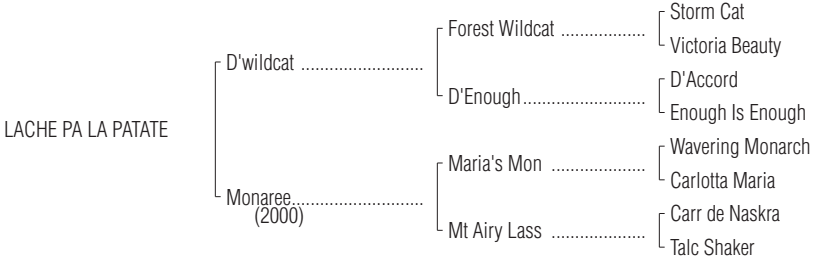 Storm Cat
Forest Wildcat ...................
Victoria Beauty
D'wildcat ...........................
D'Accord
D'Enough...........................
Enough Is Enough
LACHE PA LA PATATE
Wavering Monarch
Maria's Mon .....................
Carlotta Maria
Monaree.............................
(2000)
Carr de Naskra
Mt Airy Lass .....................
Talc Shaker